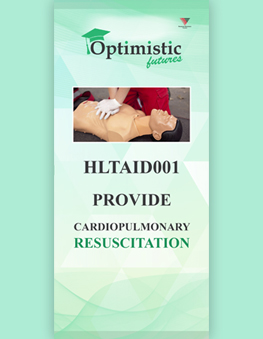 Optimistic
futures
HLTAID001
PROVIDE
CARDIOPULMONARY
RESUSCITATION